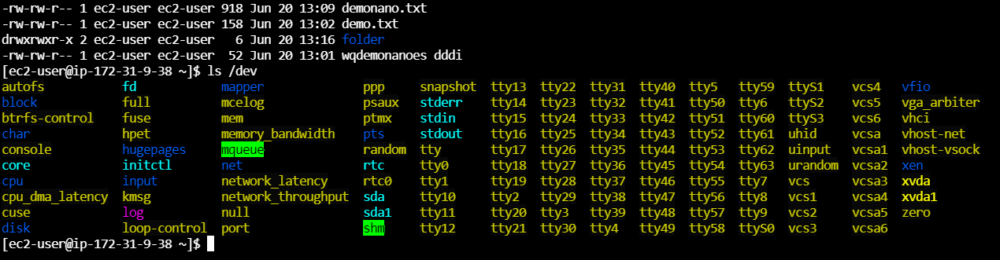 -rw-rw-r-- 1 ec2-user ec2-user 918 Jun 20 13:09 demonano.txt
-rw-rw-r-- 1 ec2-user ec2-user 158 Jun 20 13:02 demo.txt
drwxrwxr-x 2 ec2-user ec2-user   6 Jun 20 13:16 folder
-rw-rw-r-- 1 ec2-user ec2-user  52 Jun 20 13:01 wqdemonanoes dddi
[ec2-user@ip-172-31-9-38 ~]$ ls /dev
autofs           fd            mapper              ppp     snapshot  tty13  tty22  tty31  tty40  tty5   tty59  ttyS1    vcs4   vfio
block            full          mcelog              psaux   stderr    tty14  tty23  tty32  tty41  tty50  tty6   ttyS2    vcs5   vga_arbiter
btrfs-control    fuse          mem                 ptmx    stdin     tty15  tty24  tty33  tty42  tty51  tty60  ttyS3    vcs6   vhci
char             hpet          memory_bandwidth    pts     stdout    tty16  tty25  tty34  tty43  tty52  tty61  uhid     vcsa   vhost-net
console          hugepages     mqueue              random  tty       tty17  tty26  tty35  tty44  tty53  tty62  uinput   vcsa1  vhost-vsock
core             initctl       net                 rtc     tty0      tty18  tty27  tty36  tty45  tty54  tty63  urandom  vcsa2  xen
cpu              input         network_latency     rtc0    tty1      tty19  tty28  tty37  tty46  tty55  tty7   vcs      vcsa3  xvda
cpu_dma_latency  kmsg          network_throughput  sda     tty10     tty2   tty29  tty38  tty47  tty56  tty8   vcs1     vcsa4  xvda1
cuse             log           null                sda1    tty11     tty20  tty3   tty39  tty48  tty57  tty9   vcs2     vcsa5  zero
disk             loop-control  port                shm     tty12     tty21  tty30  tty4   tty49  tty58  ttyS0  vcs3     vcsa6
[ec2-user@ip-172-31-9-38 ~]$